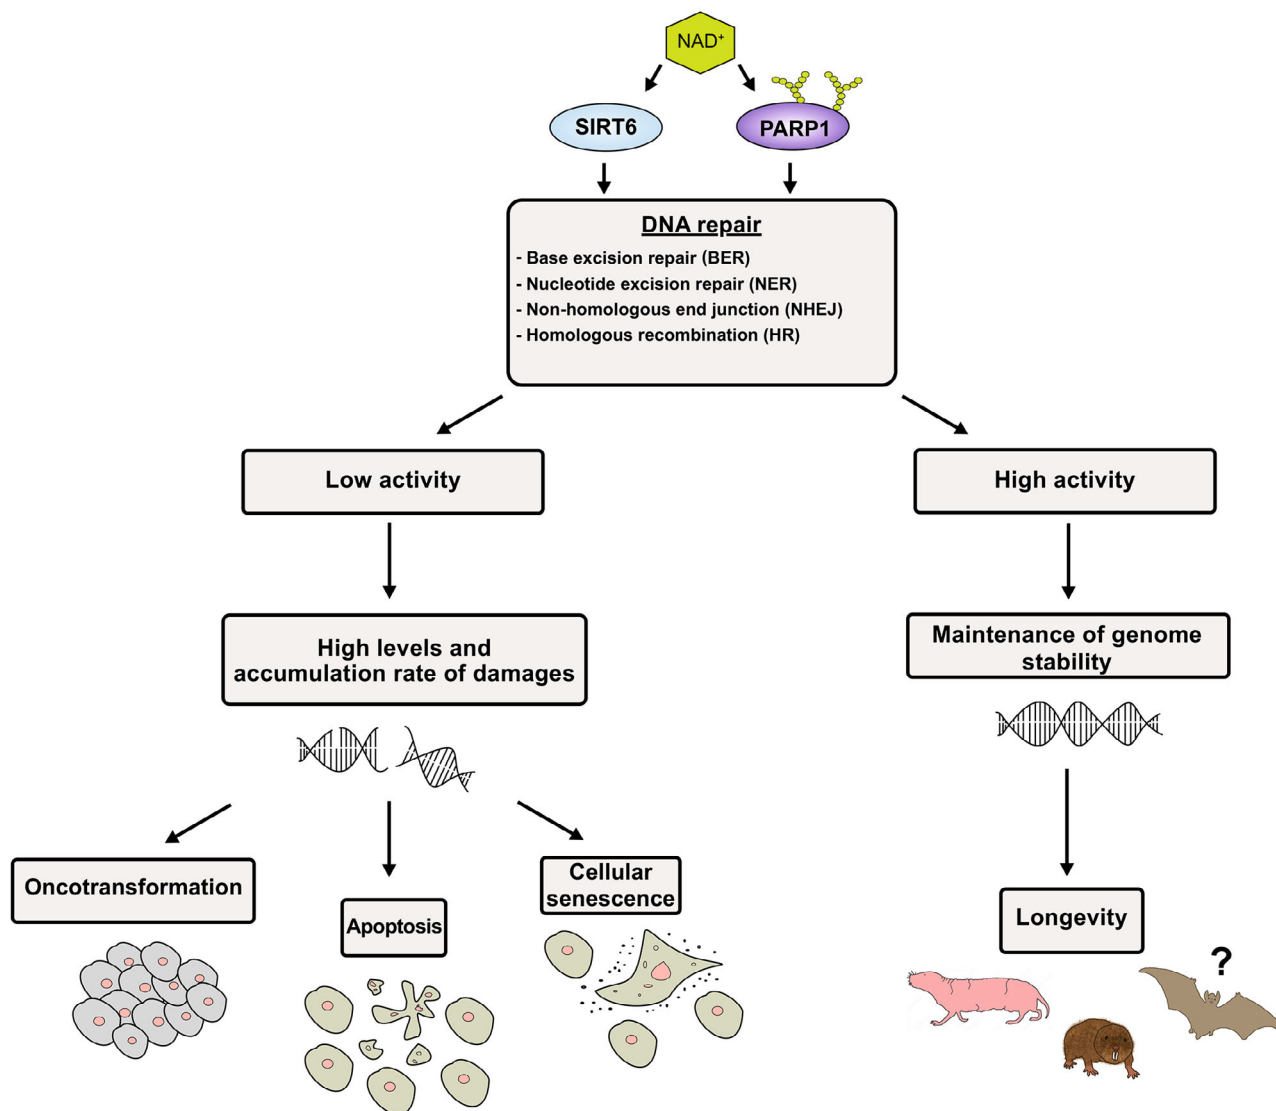 NAD⁺
SIRT6
PARP1
DNA repair
- Base excision repair (BER)
- Nucleotide excision repair (NER)
- Non-homologous end junction (NHEJ)
- Homologous recombination (HR)
Low activity
High activity
High levels and
accumulation rate of damages
Maintenance of genome
stability
Oncotransformation
Apoptosis
Cellular
senescence
Longevity
?